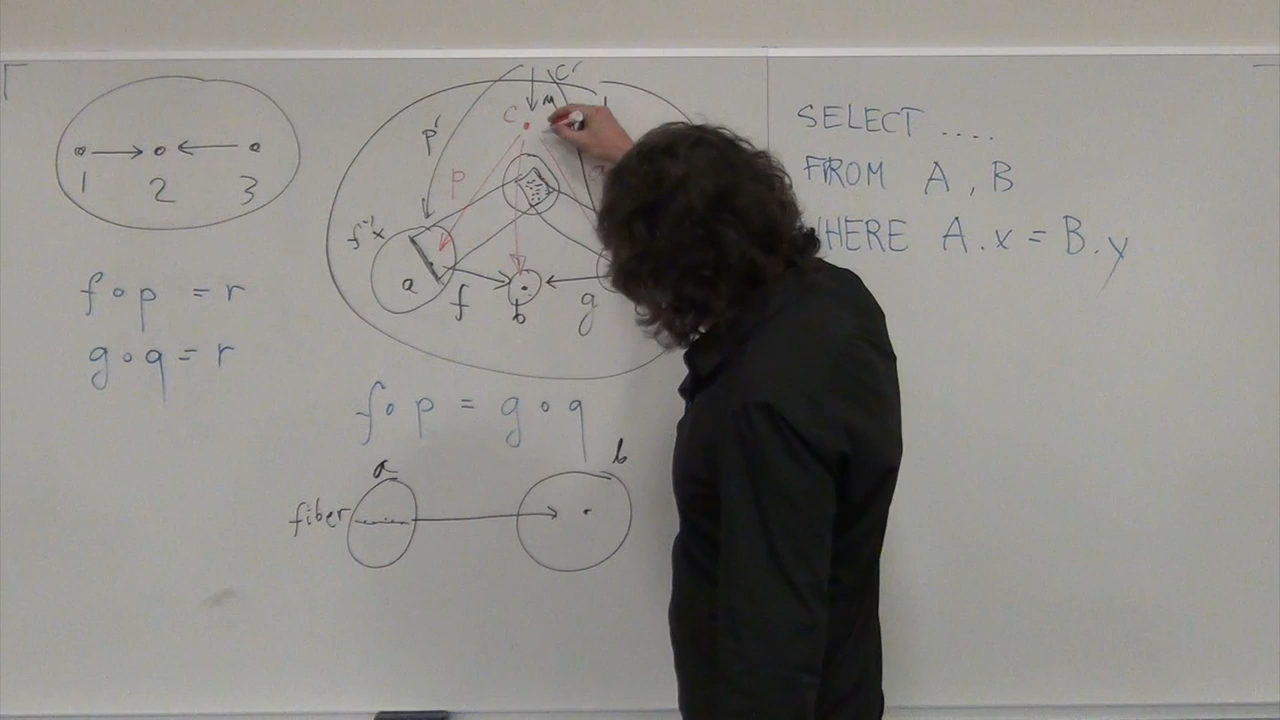 1 2 3
f∘p = r
g∘q = r
c'
m
c
p'
p
f⁻¹x
a
f
b
g
f∘p = g∘q
a
b
fiber
SELECT ....
FROM A, B
WHERE A.x = B.y